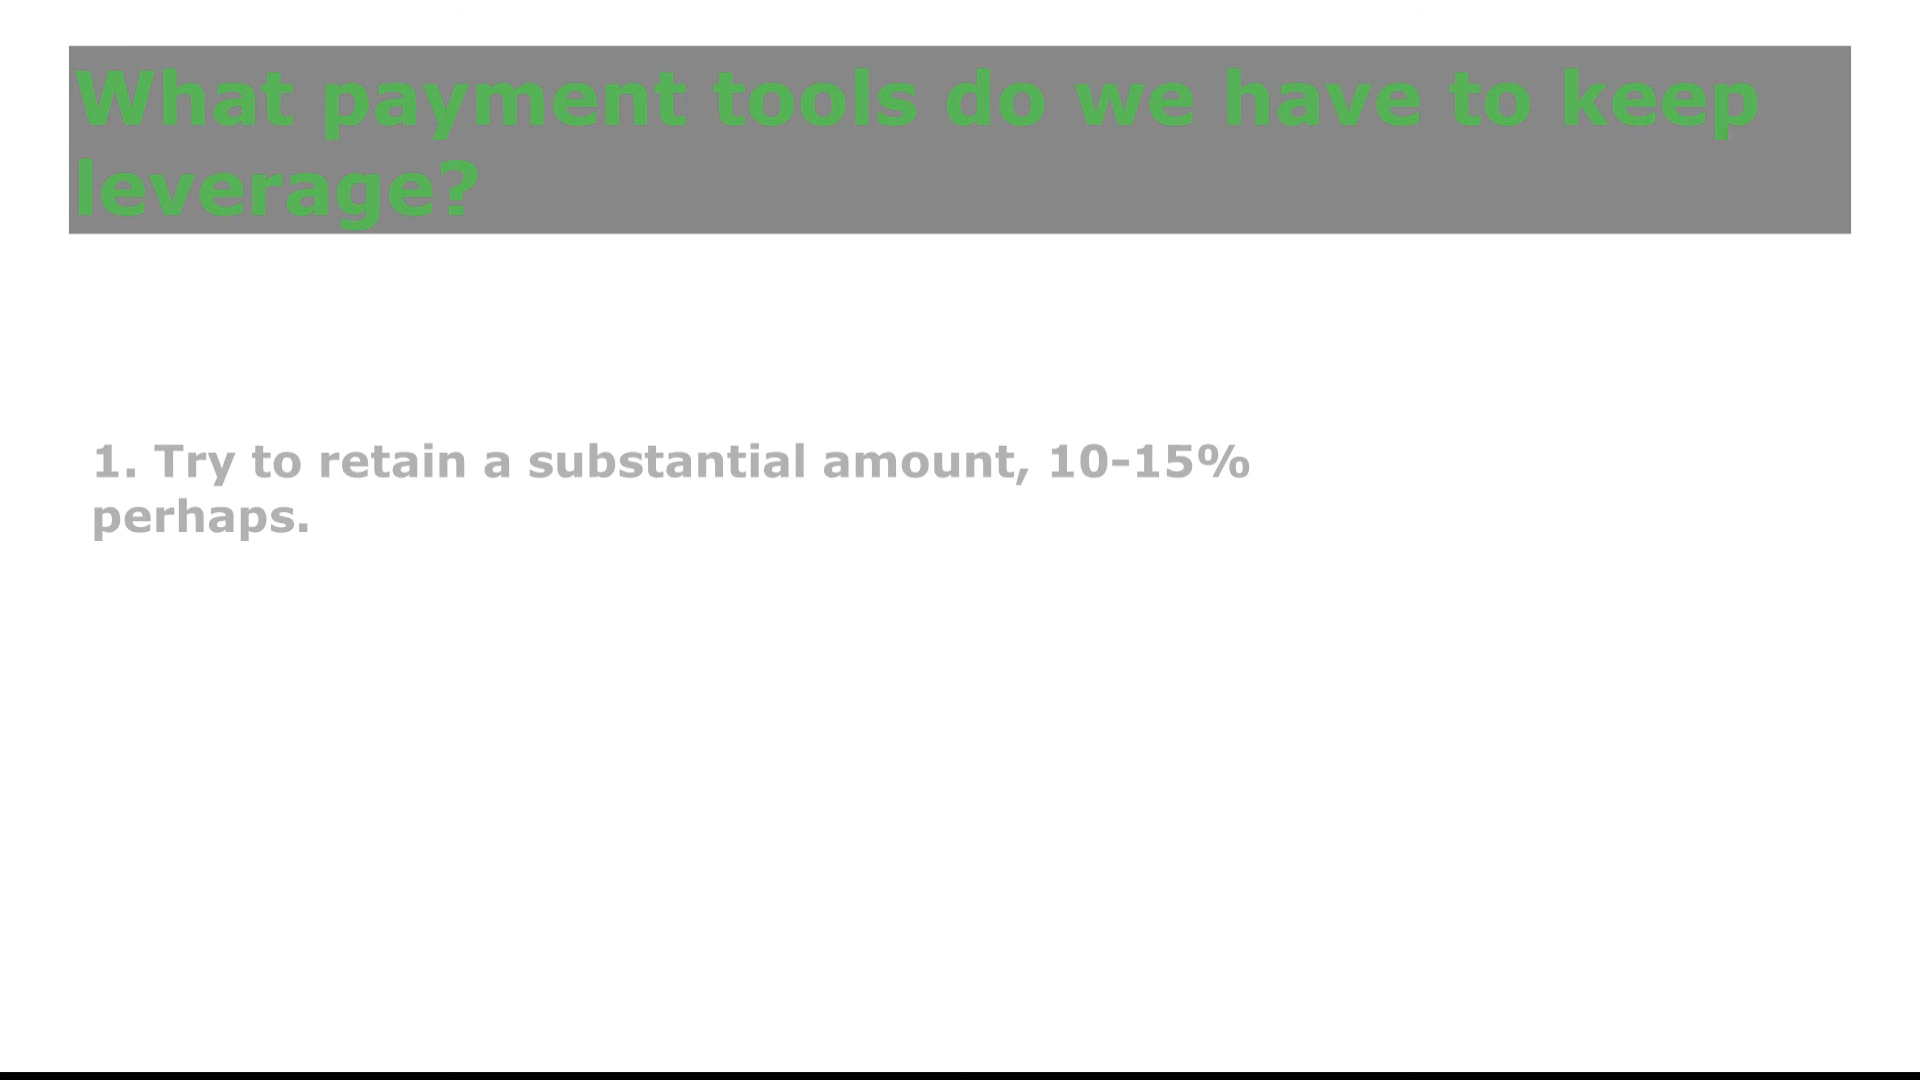 What payment tools do we have to keep
leverage?
1. Try to retain a substantial amount, 10-15%
perhaps.